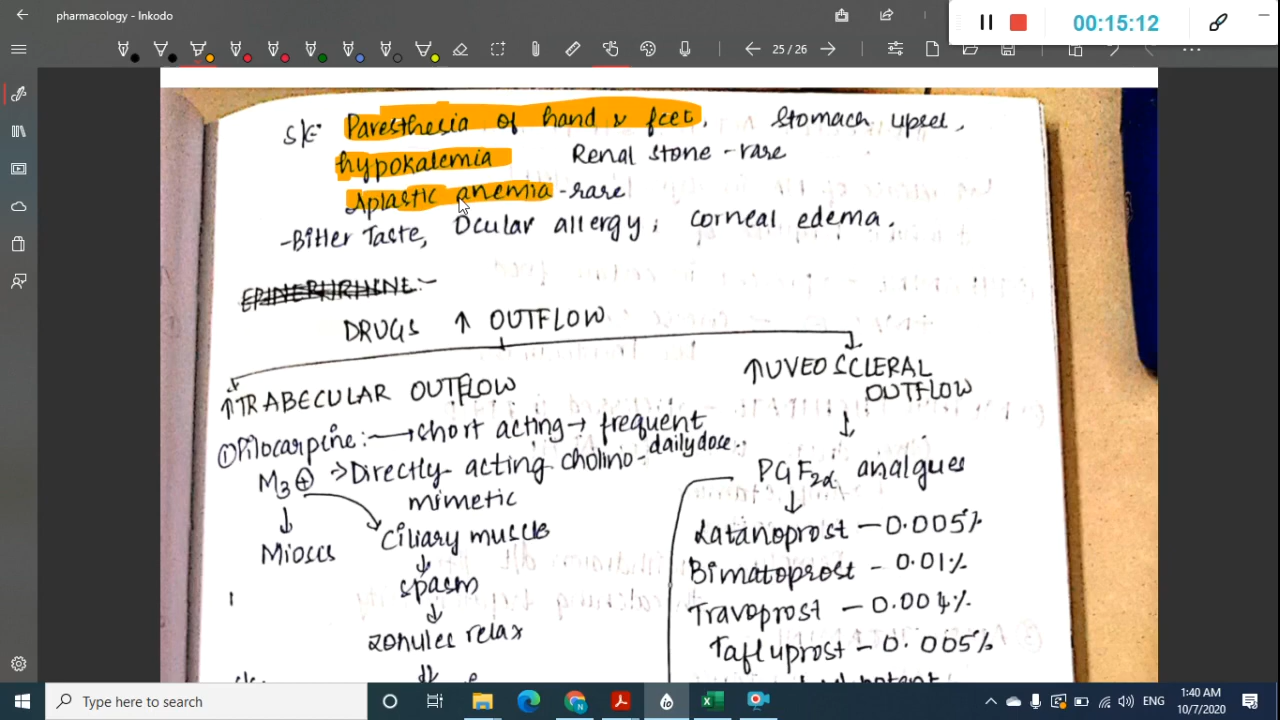 pharmacology - Inkodo
00:15:12
25 / 26
S/E: Paresthesia of hand & feet, Stomach upset,
hypokalemia Renal stone - rare
Aplastic anemia - rare
- Bitter Taste, Ocular allergy, corneal edema.
DRUGS ↑ OUTFLOW
↑TRABECULAR OUTFLOW
① Pilocarpine: → short acting → frequent daily dose.
M3 ⊕ → Directly acting cholino-
mimetic
↓
Miosis
Ciliary muscle
↓
spasm
↓
zonules relax
↑UVEOSCLERAL
OUTFLOW
↓
PGF2α analgues
↓
Latanoprost - 0.005%
Bimatoprost - 0.01%
Travoprost - 0.004%
Tafluprost - 0.005%
Type here to search
ENG
1:40 AM
10/7/2020